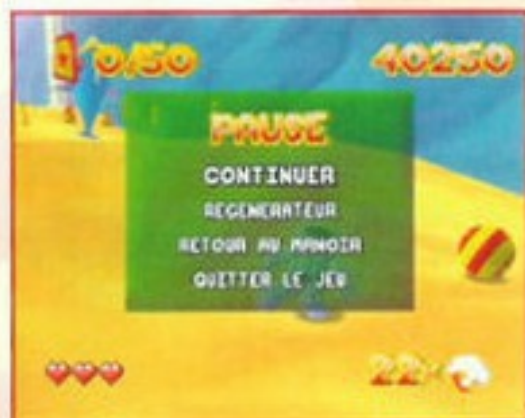 0/50 40250
PAUSE
CONTINUER
REGENERATEUR
RETOUR AU MANOIR
QUITTER LE JEU
22×